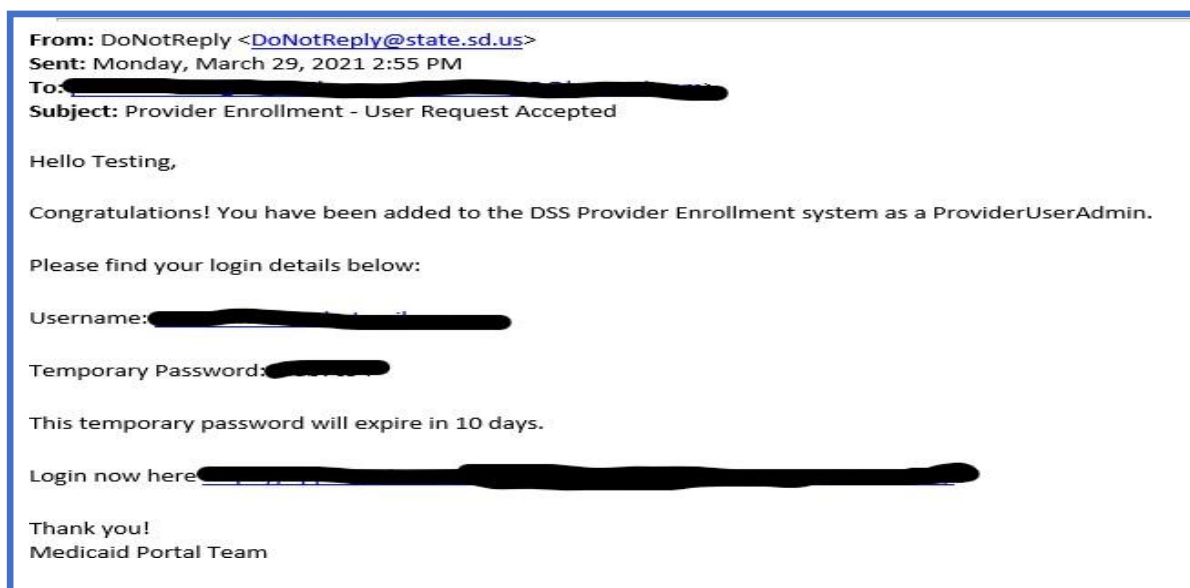 From: DoNotReply <DoNotReply@state.sd.us>
Sent: Monday, March 29, 2021 2:55 PM
To:
Subject: Provider Enrollment - User Request Accepted
Hello Testing,
Congratulations! You have been added to the DSS Provider Enrollment system as a ProviderUserAdmin.
Please find your login details below:
Username:
Temporary Password:
This temporary password will expire in 10 days.
Login now here
Thank you!
Medicaid Portal Team